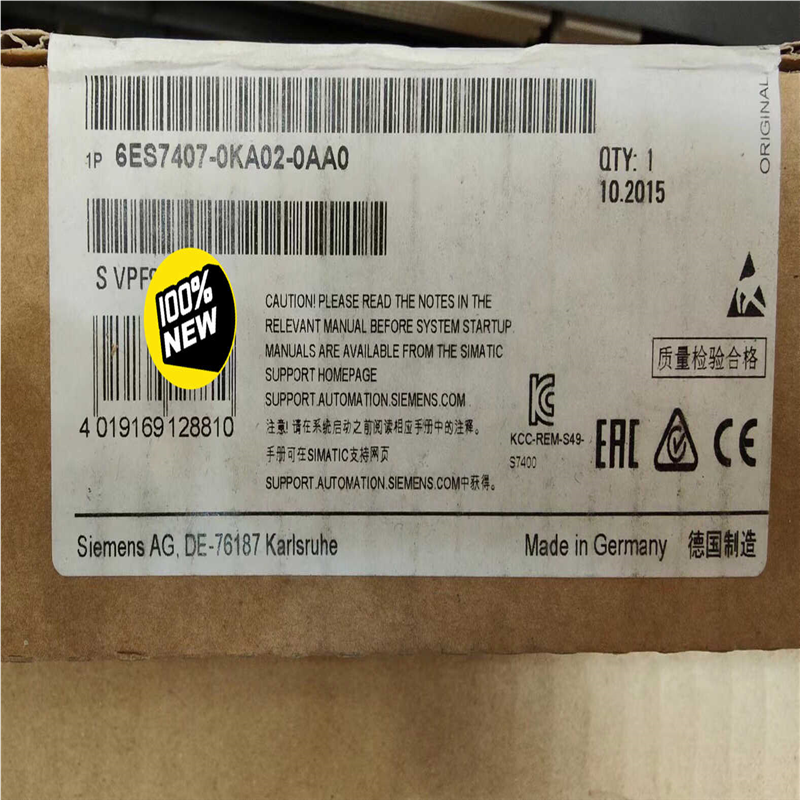 1P 6ES7407-0KA02-0AA0
QTY: 1
10.2015
ORIGINAL
S
100%
NEW
4 019169 128810
CAUTION! PLEASE READ THE NOTES IN THE
RELEVANT MANUAL BEFORE SYSTEM STARTUP.
MANUALS ARE AVAILABLE FROM THE SIMATIC
SUPPORT HOMEPAGE
SUPPORT.AUTOMATION.SIEMENS.COM
注意! 请在系统启动之前阅读相应手册中的注释。
手册可在SIMATIC支持网页
SUPPORT.AUTOMATION.SIEMENS.COM中获得。
质量检验合格
KCC-REM-S49-
S7400
EAC
CE
Siemens AG, DE-76187 Karlsruhe
Made in Germany 德国制造